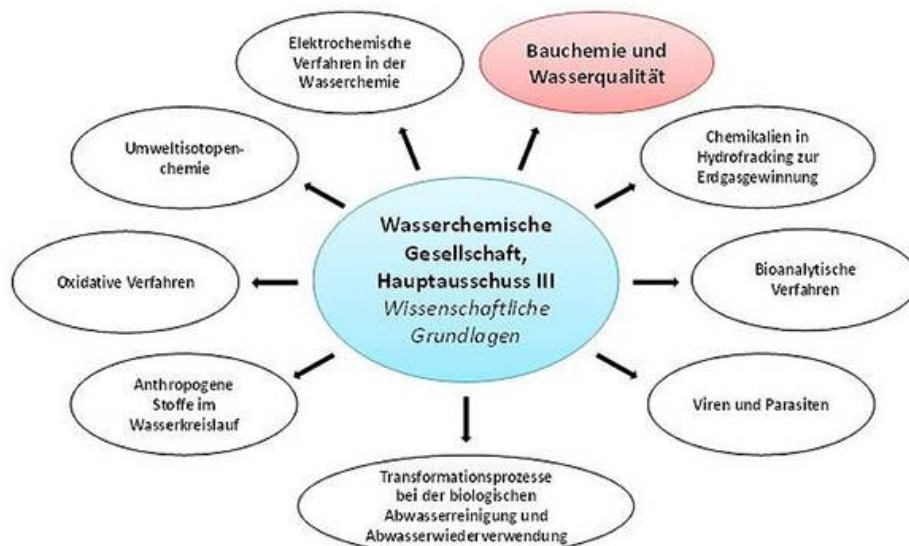 Elektrochemische
Verfahren in der
Wasserchemie
Bauchemie und
Wasserqualität
Chemikalien in
Hydrofracking zur
Erdgasgewinnung
Umweltisotopen-
chemie
Wasserchemische
Gesellschaft,
Hauptausschuss III
Wissenschaftliche
Grundlagen
Oxidative Verfahren
Bioanalytische
Verfahren
Anthropogene
Stoffe im
Wasserkreislauf
Viren und Parasiten
Transformationsprozesse
bei der biologischen
Abwasserreinigung und
Abwasserwiederverwendung